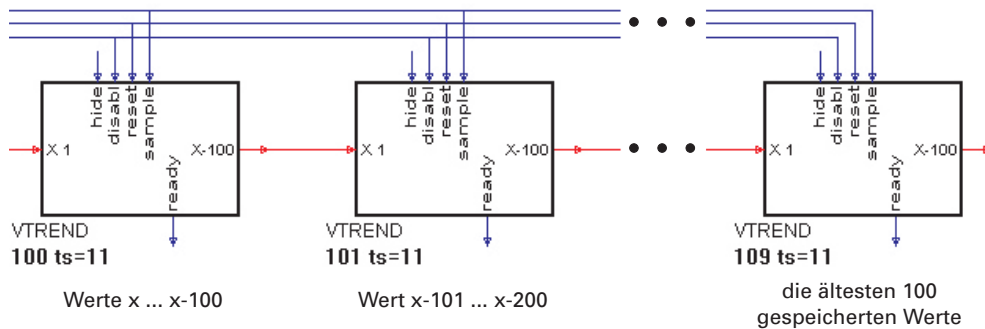 hide disabl reset sample
X 1 X-100
ready
VTREND
100 ts=11
Werte x ... x-100
hide disabl reset sample
X 1 X-100
ready
VTREND
101 ts=11
Wert x-101 ... x-200
hide disabl reset sample
X 1 X-100
ready
VTREND
109 ts=11
die ältesten 100
gespeicherten Werte